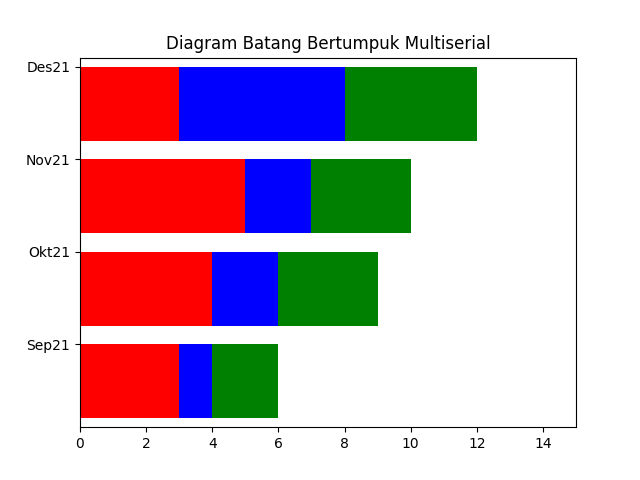 Diagram Batang Bertumpuk Multiserial
Des21
Nov21
Okt21
Sep21
0 2 4 6 8 10 12 14